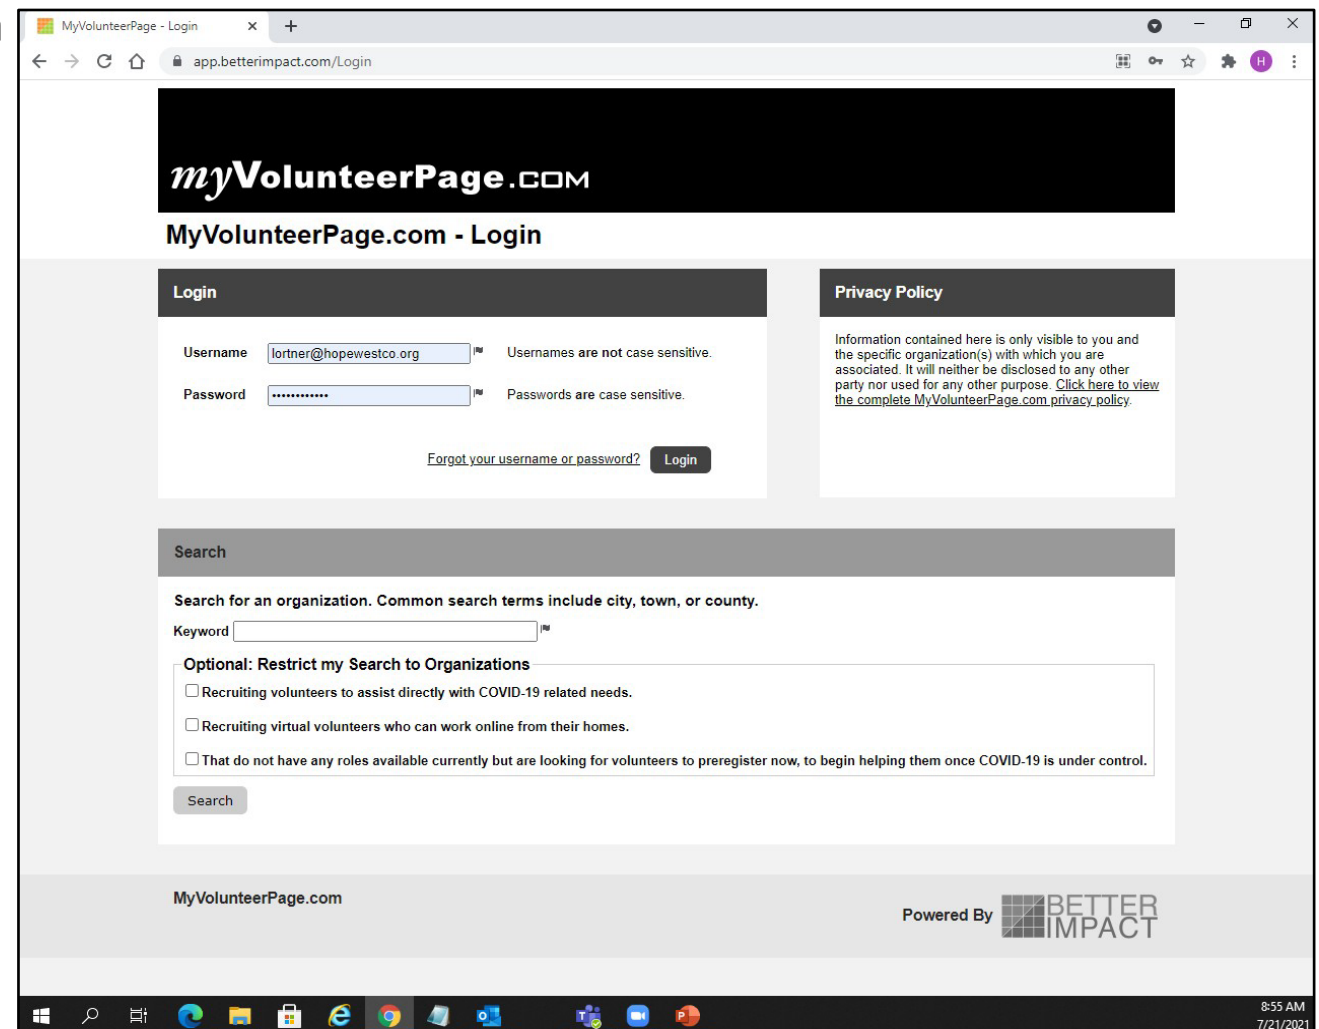 MyVolunteerPage - Login
app.betterimpact.com/Login
H
myVolunteerPage.com
MyVolunteerPage.com - Login
Login
Username lortner@hopewestco.org Usernames are not case sensitive.
Password •••••••••••• Passwords are case sensitive.
Forgot your username or password? Login
Privacy Policy
Information contained here is only visible to you and
the specific organization(s) with which you are
associated. It will neither be disclosed to any other
party nor used for any other purpose. Click here to view
the complete MyVolunteerPage.com privacy policy.
Search
Search for an organization. Common search terms include city, town, or county.
Keyword
Optional: Restrict my Search to Organizations
Recruiting volunteers to assist directly with COVID-19 related needs.
Recruiting virtual volunteers who can work online from their homes.
That do not have any roles available currently but are looking for volunteers to preregister now, to begin helping them once COVID-19 is under control.
Search
MyVolunteerPage.com
Powered By BETTER
IMPACT
8:55 AM
7/21/2021